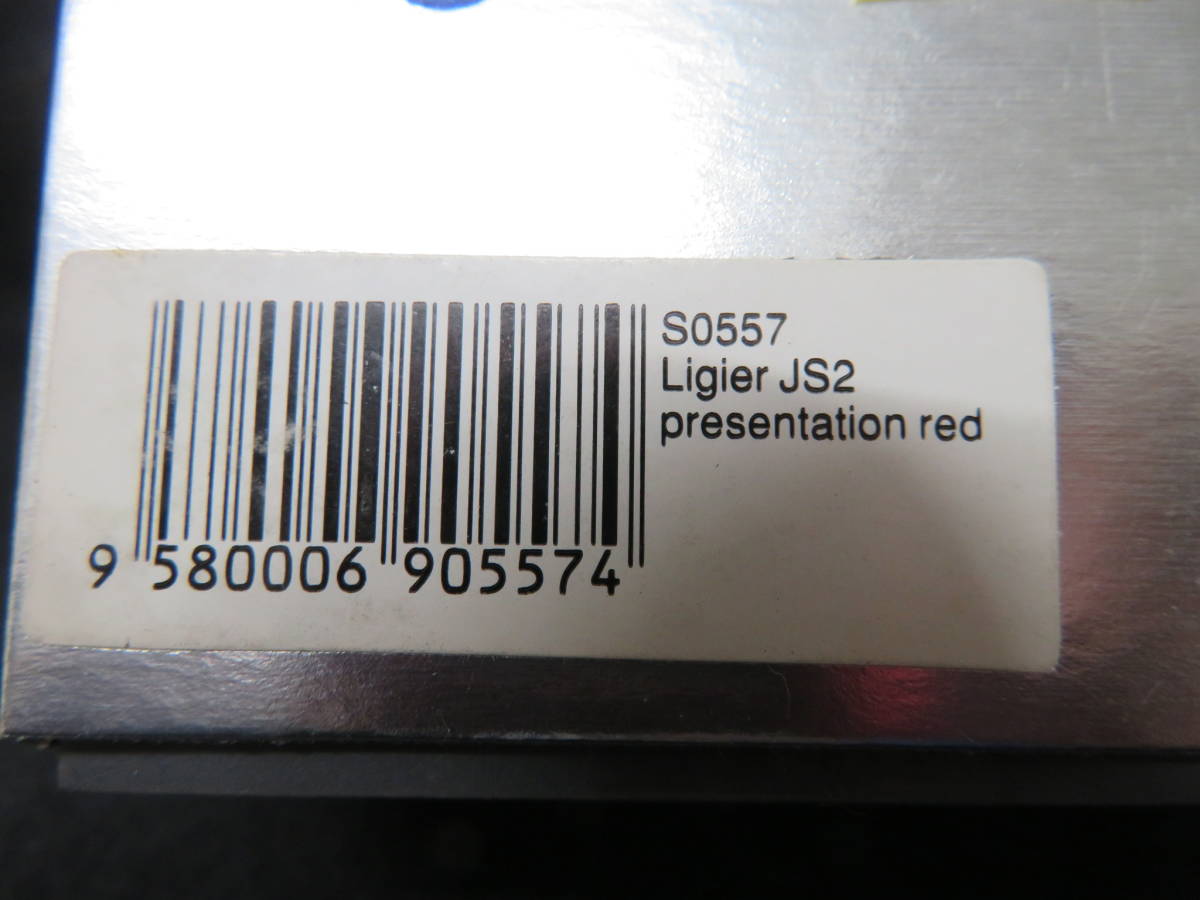 S0557
Ligier JS2
presentation red
9 580006 905574